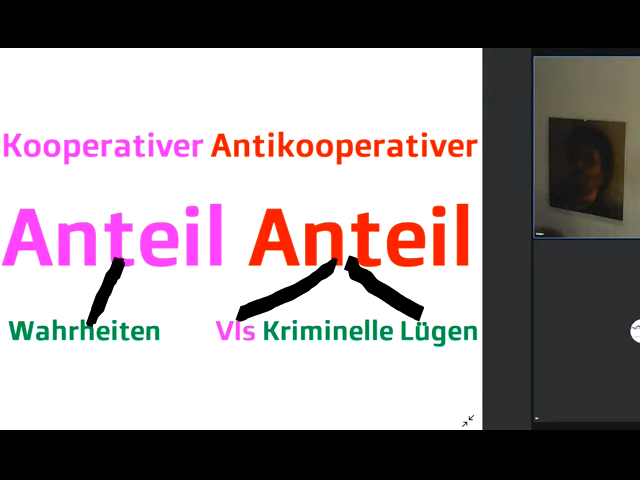 Kooperativer Antikooperativer
Anteil Anteil
Wahrheiten Vls Kriminelle Lügen